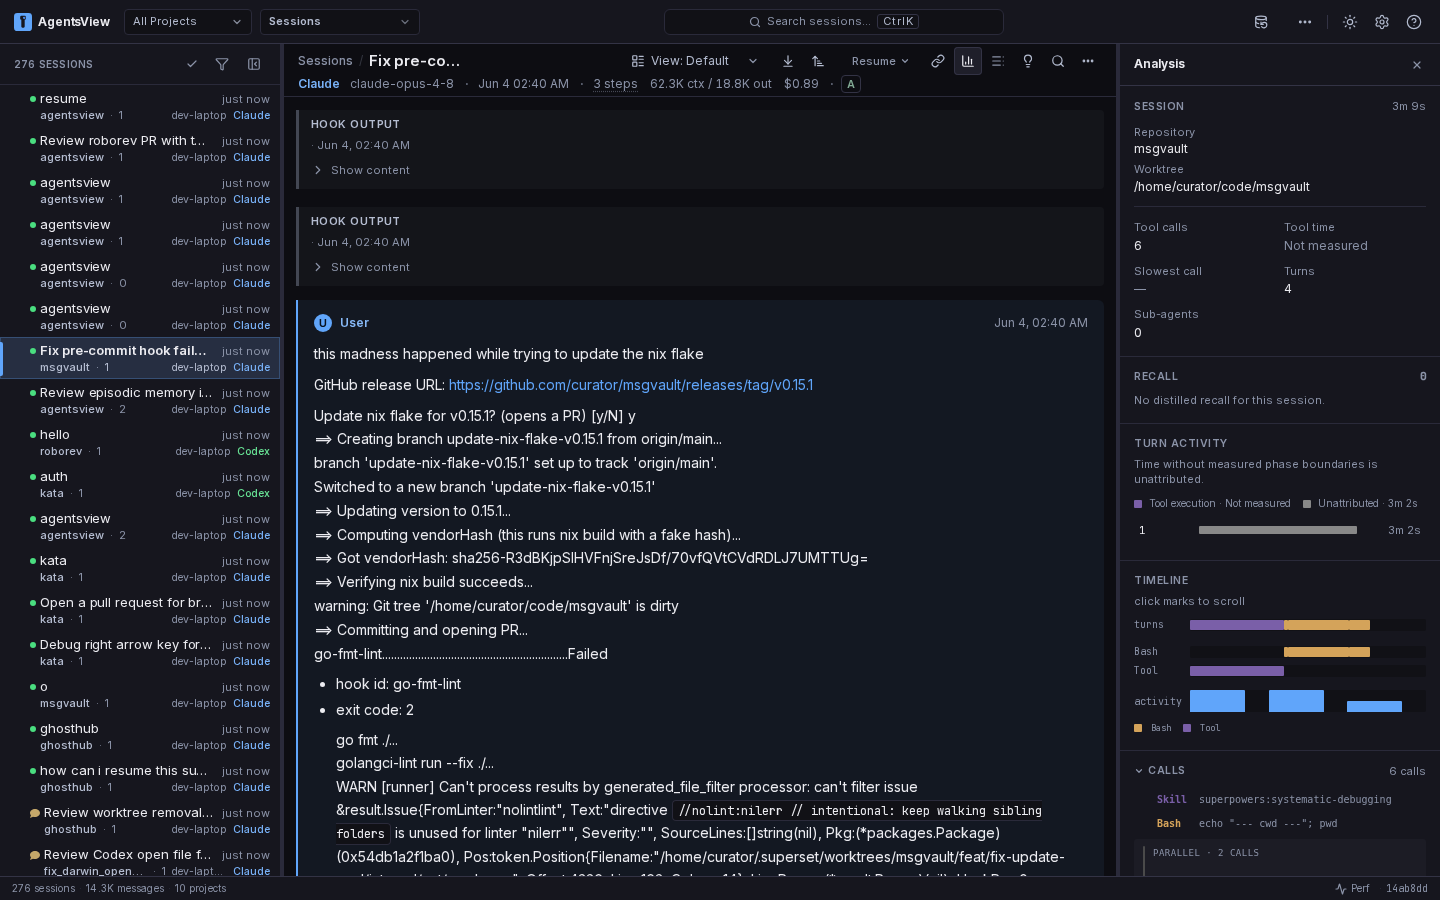 AgentsView
All Projects
Sessions
Search sessions... CtrlK
276 SESSIONS
resume just now
agentsview · 1 dev-laptop Claude
Review roborev PR with t... just now
agentsview · 1 dev-laptop Claude
agentsview just now
agentsview · 1 dev-laptop Claude
agentsview just now
agentsview · 1 dev-laptop Claude
agentsview just now
agentsview · 0 dev-laptop Claude
agentsview just now
agentsview · 0 dev-laptop Claude
Fix pre-commit hook fail... just now
msgvault · 1 dev-laptop Claude
Review episodic memory i... just now
agentsview · 2 dev-laptop Claude
hello just now
roborev · 1 dev-laptop Codex
auth just now
kata · 1 dev-laptop Codex
agentsview just now
agentsview · 2 dev-laptop Claude
kata just now
kata · 1 dev-laptop Claude
Open a pull request for br... just now
kata · 1 dev-laptop Claude
Debug right arrow key for... just now
kata · 1 dev-laptop Claude
o just now
msgvault · 1 dev-laptop Claude
ghosthub just now
ghosthub · 1 dev-laptop Claude
how can i resume this su... just now
ghosthub · 1 dev-laptop Claude
Review worktree removal... just now
ghosthub · 1 dev-laptop Claude
Review Codex open file f... just now
fix_darwin_open... · 1 dev-lapt... Claude
Sessions / Fix pre-co...
View: Default
Resume
Claude claude-opus-4-8 · Jun 4 02:40 AM · 3 steps 62.3K ctx / 18.8K out $0.89 · A
HOOK OUTPUT
· Jun 4, 02:40 AM
Show content
HOOK OUTPUT
· Jun 4, 02:40 AM
Show content
U User Jun 4, 02:40 AM
this madness happened while trying to update the nix flake
GitHub release URL: https://github.com/curator/msgvault/releases/tag/v0.15.1
Update nix flake for v0.15.1? (opens a PR) [y/N] y
==> Creating branch update-nix-flake-v0.15.1 from origin/main...
branch 'update-nix-flake-v0.15.1' set up to track 'origin/main'.
Switched to a new branch 'update-nix-flake-v0.15.1'
==> Updating version to 0.15.1...
==> Computing vendorHash (this runs nix build with a fake hash)...
==> Got vendorHash: sha256-R3dBKjpSlHVFnjSreJsDf/70vfQVtCVdRDLJ7UMTTUg=
==> Verifying nix build succeeds...
warning: Git tree '/home/curator/code/msgvault' is dirty
==> Committing and opening PR...
go-fmt-lint..............................................................Failed
• hook id: go-fmt-lint
• exit code: 2
go fmt ./...
golangci-lint run --fix ./...
WARN [runner] Can't process results by generated_file_filter processor: can't filter issue
&result.Issue{FromLinter:"nolintlint", Text:"directive //nolint:nilerr // intentional: keep walking sibling
folders is unused for linter "nilerr"", Severity:"", SourceLines:[]string(nil), Pkg:(*packages.Package)
(0x54db1a2f1ba0), Pos:token.Position{Filename:"/home/curator/.superset/worktrees/msgvault/feat/fix-update-
Analysis
SESSION 3m 9s
Repository
msgvault
Worktree
/home/curator/code/msgvault
Tool calls Tool time
6 Not measured
Slowest call Turns
— 4
Sub-agents
0
RECALL 0
No distilled recall for this session.
TURN ACTIVITY
Time without measured phase boundaries is
unattributed.
Tool execution · Not measured Unattributed · 3m 2s
1 3m 2s
TIMELINE
click marks to scroll
turns
Bash
Tool
activity
Bash Tool
CALLS 6 calls
Skill superpowers:systematic-debugging
Bash echo "--- cwd ---"; pwd
PARALLEL · 2 CALLS
276 sessions 14.3K messages 10 projects
Perf 14ab8dd